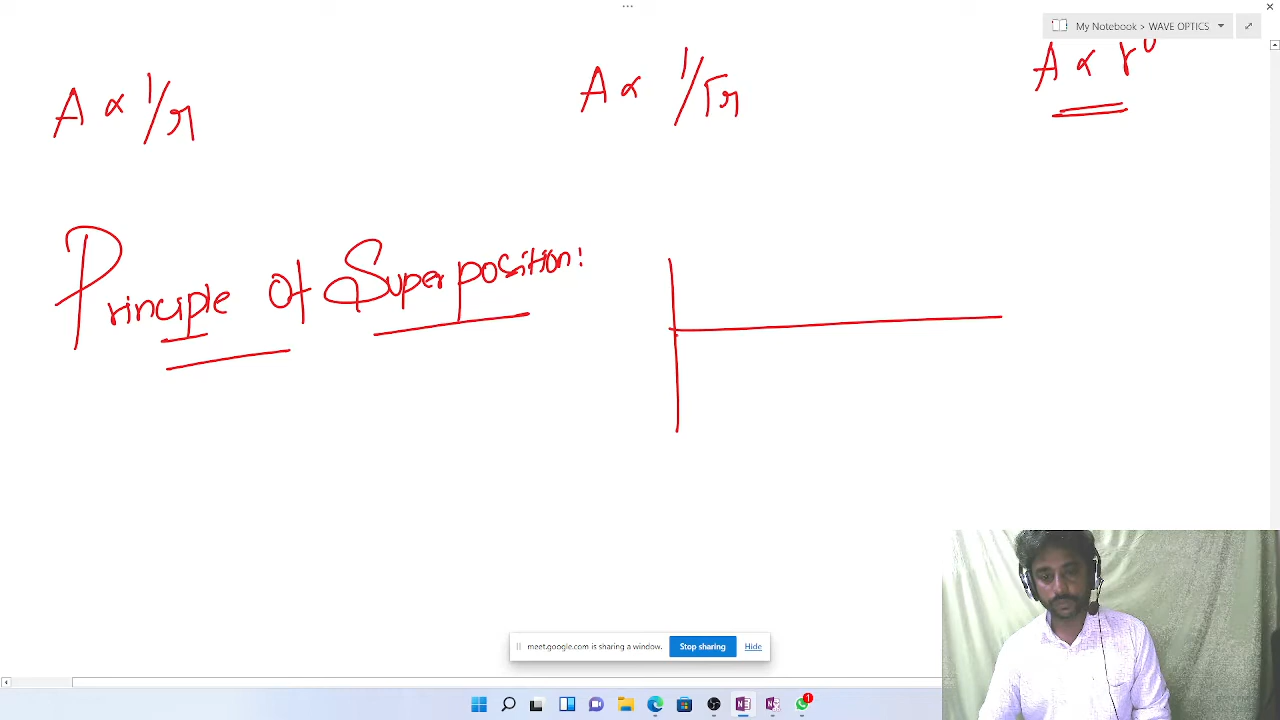 My Notebook > WAVE OPTICS
A ∝ 1/r
A ∝ 1/√r
A ∝ r⁰
Principle of Superposition:
meet.google.com is sharing a window.
Stop sharing
Hide
1